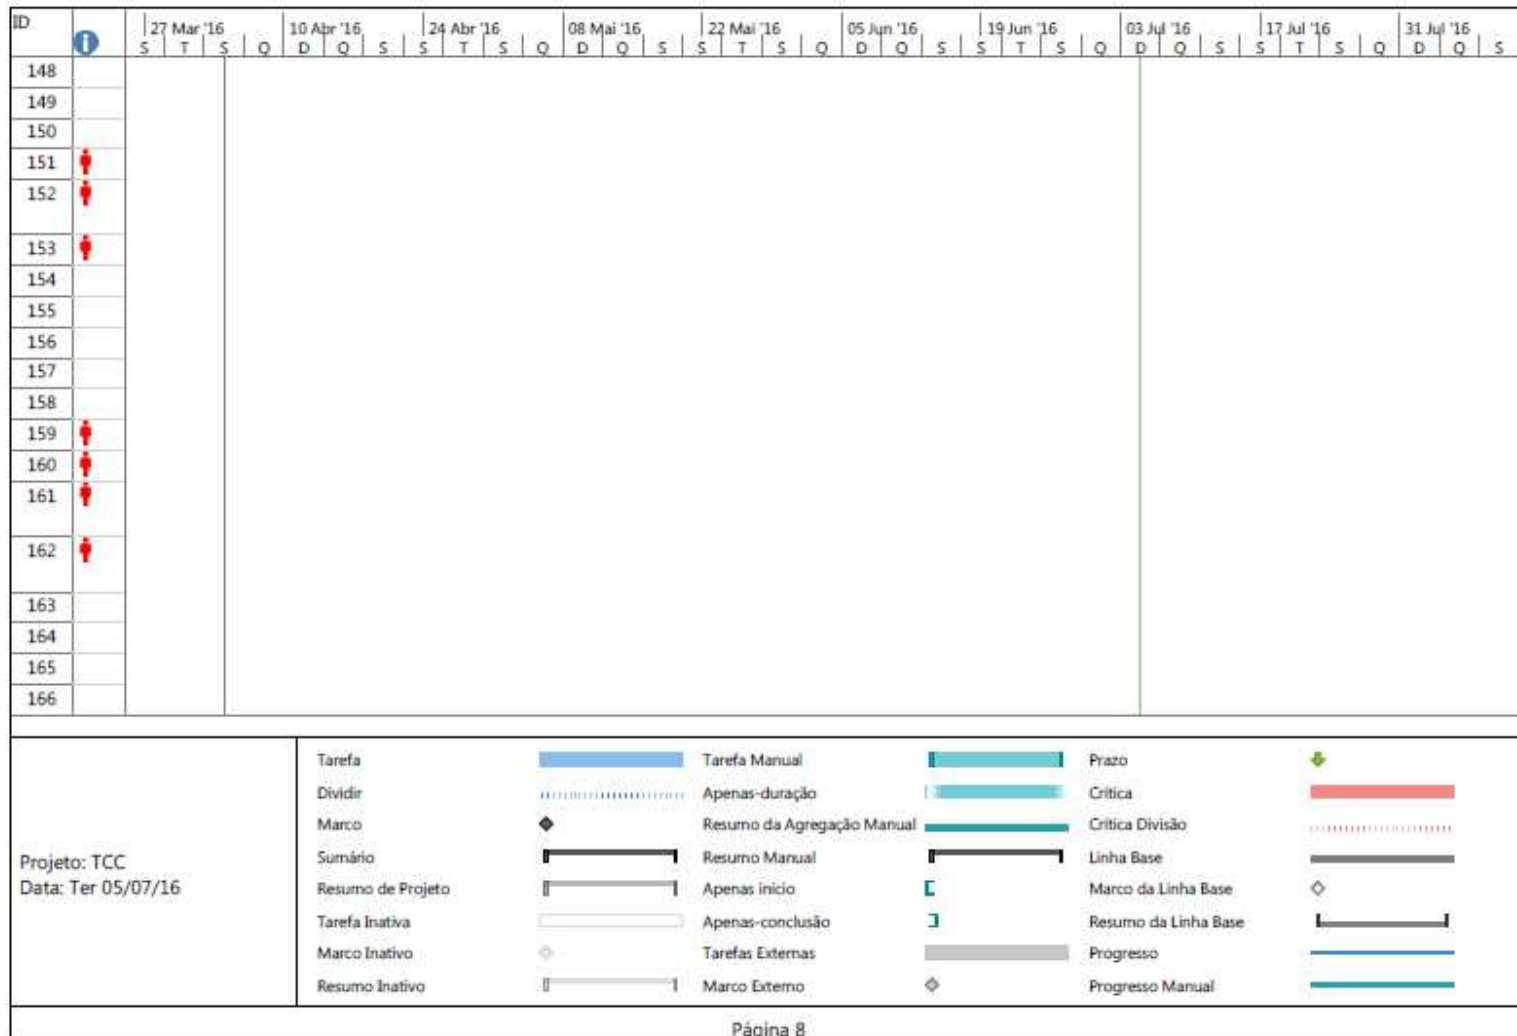 ID 27 Mar '16 10 Abr '16 24 Abr '16 08 Mai '16 22 Mai '16 05 Jun '16 19 Jun '16 03 Jul '16 17 Jul '16 31 Jul '16
S T S Q D Q S S T S Q D Q S S T S Q D Q S S T S Q D Q S S T S Q D Q S
148
149
150
151
152
153
154
155
156
157
158
159
160
161
162
163
164
165
166
Projeto: TCC
Data: Ter 05/07/16
Tarefa
Dividir
Marco
Sumário
Resumo de Projeto
Tarefa Inativa
Marco Inativo
Resumo Inativo
Tarefa Manual
Apenas-duração
Resumo da Agregação Manual
Resumo Manual
Apenas início
Apenas-conclusão
Tarefas Externas
Marco Externo
Prazo
Crítica
Crítica Divisão
Linha Base
Marco da Linha Base
Resumo da Linha Base
Progresso
Progresso Manual
Página 8